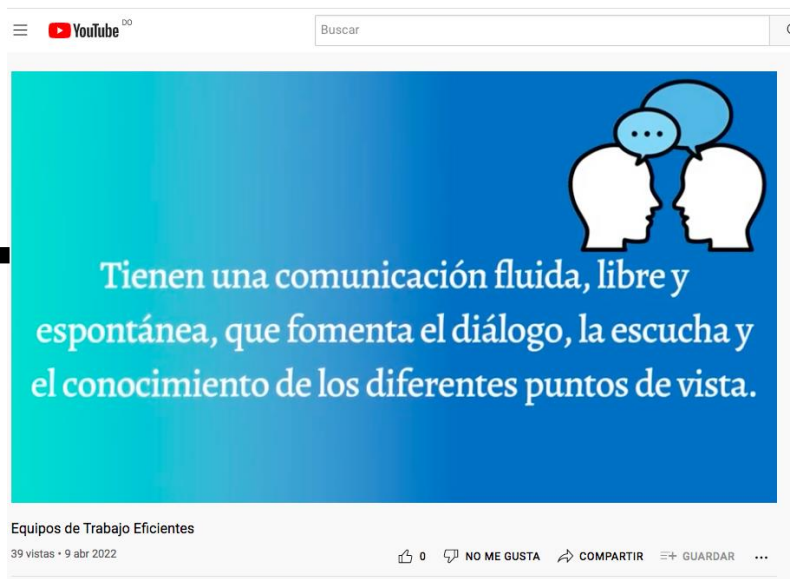 YouTube DO
Buscar
Tienen una comunicación fluida, libre y
espontánea, que fomenta el diálogo, la escucha y
el conocimiento de los diferentes puntos de vista.
Equipos de Trabajo Eficientes
39 vistas • 9 abr 2022
0 NO ME GUSTA COMPARTIR GUARDAR